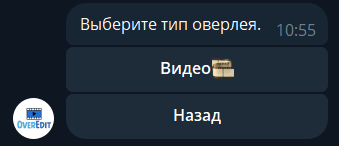 Выберите тип оверлея.
10:55
Видео
Назад
OVEREDIT